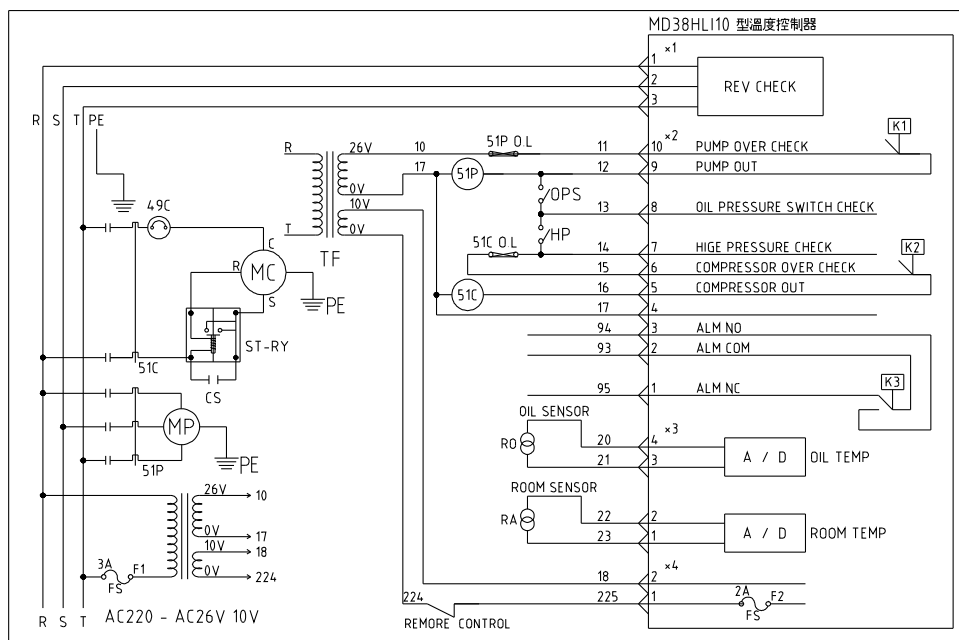 MD38HLI10 型溫度控制器
×1
1
2
3
REV CHECK
R S T PE
R
T
26V
0V
10V
0V
TF
10
17
51P O.L
51P
11
12
×2
10 PUMP OVER CHECK
9 PUMP OUT
K1
OPS
13
8 OIL PRESSURE SWITCH CHECK
HP
51C O.L
14
7 HIGE PRESSURE CHECK
K2
15
6 COMPRESSOR OVER CHECK
51C
16
5 COMPRESSOR OUT
17
4
94
3 ALM NO
93
2 ALM COM
95
1 ALM NC
K3
49C
C
R
MC
S
PE
ST-RY
51C
CS
MP
PE
51P
OIL SENSOR
RO
20
21
×3
4
3
A / D
OIL TEMP
ROOM SENSOR
RA
22
23
2
1
A / D
ROOM TEMP
26V
10
0V
17
10V
18
0V
224
3A
FS
F1
R S T
AC220 - AC26V 10V
18
×4
2
224
REMORE CONTROL
225
1
2A
FS
F2